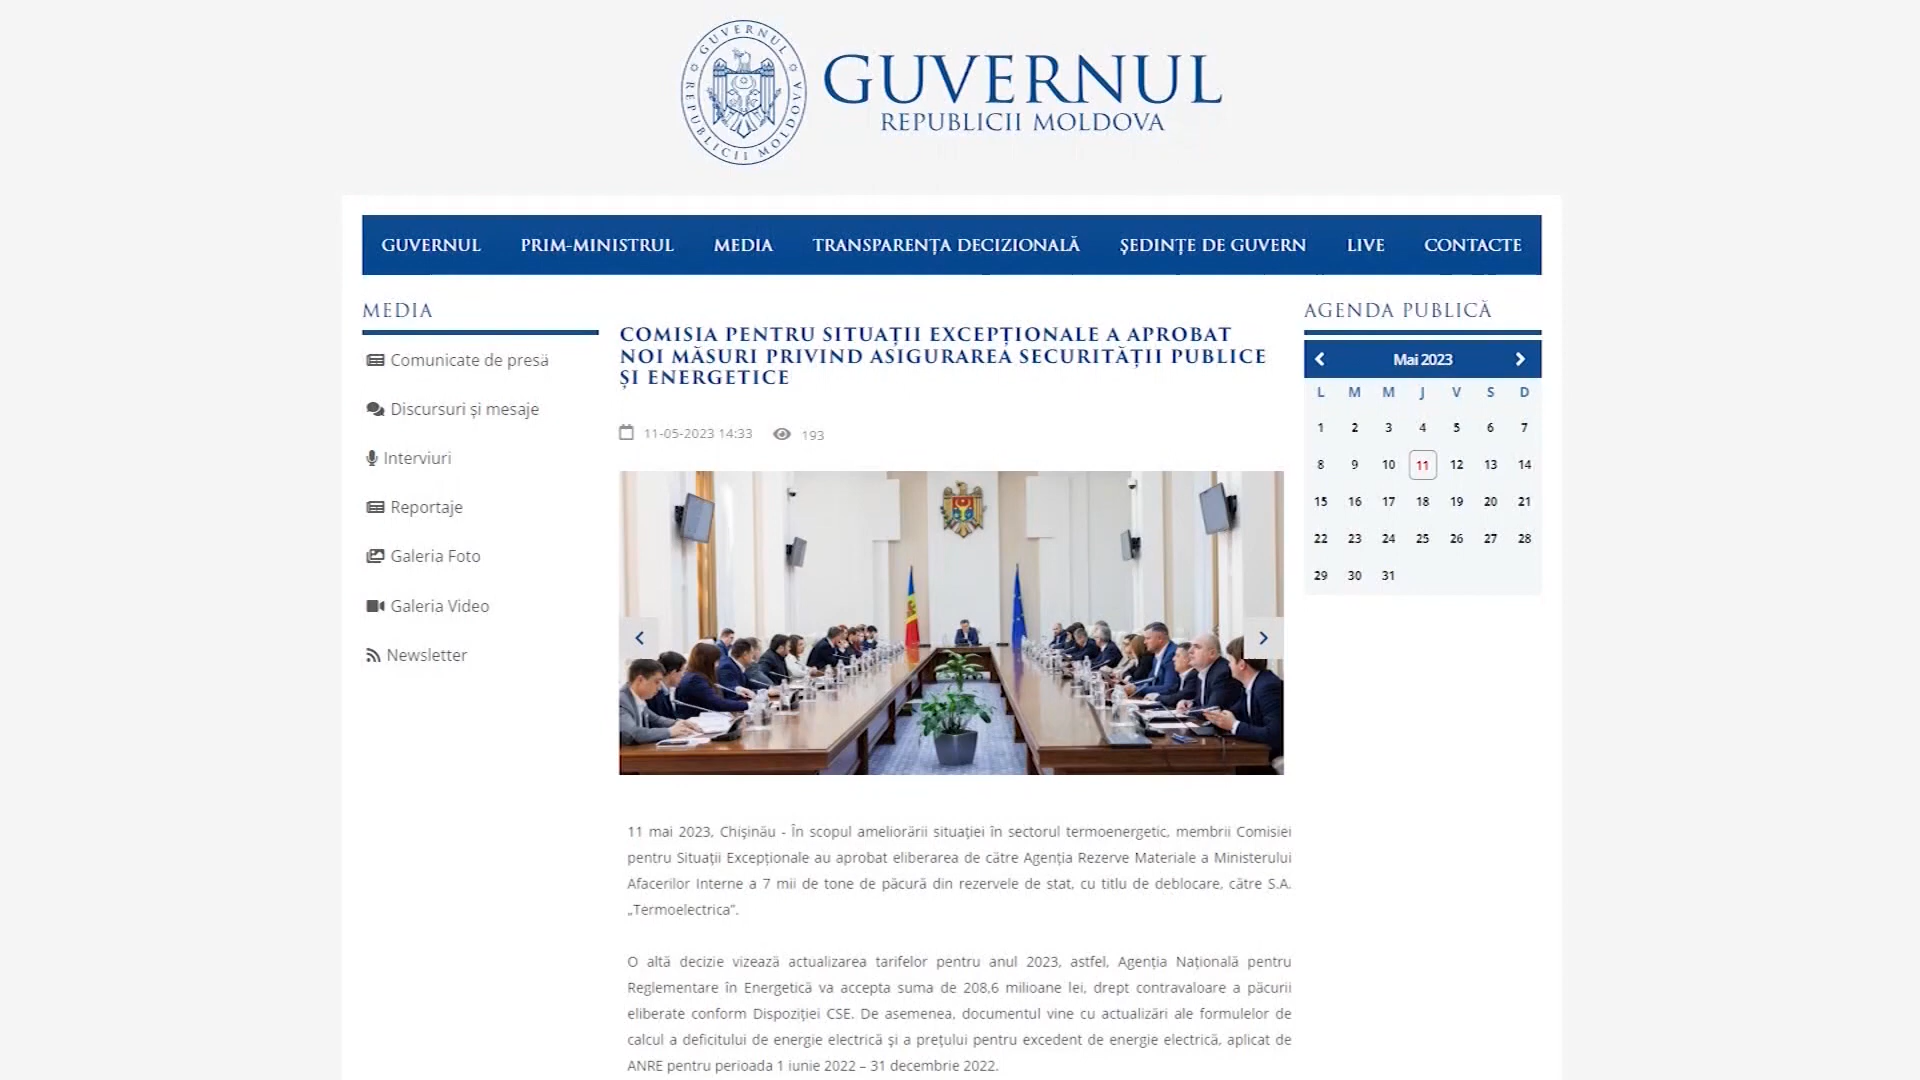 GUVERNUL
REPUBLICII MOLDOVA
GUVERNUL
REPUBLICII MOLDOVA
GUVERNUL PRIM-MINISTRUL MEDIA TRANSPARENȚA DECIZIONALĂ ȘEDINȚE DE GUVERN LIVE CONTACTE
MEDIA
Comunicate de presă
Discursuri și mesaje
Interviuri
Reportaje
Galeria Foto
Galeria Video
Newsletter
COMISIA PENTRU SITUAȚII EXCEPȚIONALE A APROBAT
NOI MĂSURI PRIVIND ASIGURAREA SECURITĂȚII PUBLICE
ȘI ENERGETICE
11-05-2023 14:33 193
11 mai 2023, Chișinău - În scopul ameliorării situației în sectorul termoenergetic, membrii Comisiei
pentru Situații Excepționale au aprobat eliberarea de către Agenția Rezerve Materiale a Ministerului
Afacerilor Interne a 7 mii de tone de păcură din rezervele de stat, cu titlu de deblocare, către S.A.
„Termoelectrica”.
O altă decizie vizează actualizarea tarifelor pentru anul 2023, astfel, Agenția Națională pentru
Reglementare în Energetică va accepta suma de 208,6 milioane lei, drept contravaloare a păcurii
eliberate conform Dispoziției CSE. De asemenea, documentul vine cu actualizări ale formulelor de
calcul a deficitului de energie electrică și a prețului pentru excedent de energie electrică, aplicat de
ANRE pentru perioada 1 iunie 2022 – 31 decembrie 2022.
AGENDA PUBLICĂ
Mai 2023
L M M J V S D
1 2 3 4 5 6 7
8 9 10 11 12 13 14
15 16 17 18 19 20 21
22 23 24 25 26 27 28
29 30 31